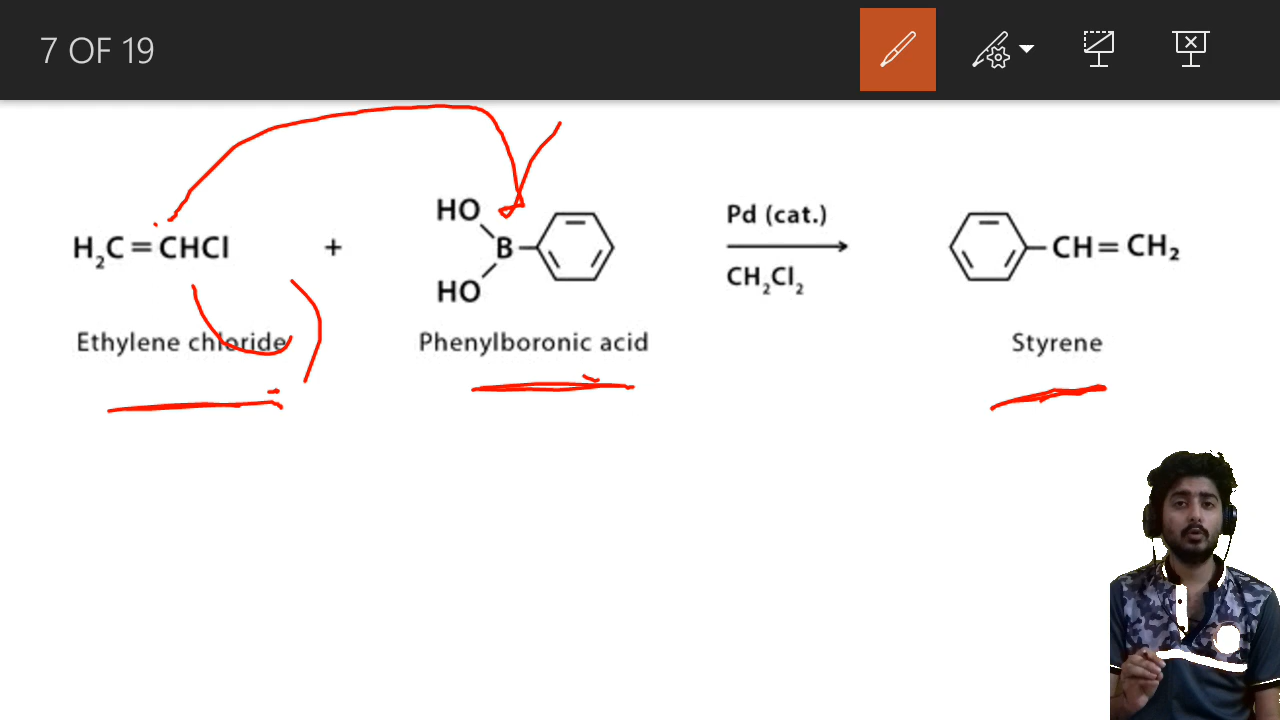 7 OF 19
H₂C=CHCl + HO B HO Pd (cat.) CH₂Cl₂ CH=CH₂
Ethylene chloride Phenylboronic acid Styrene